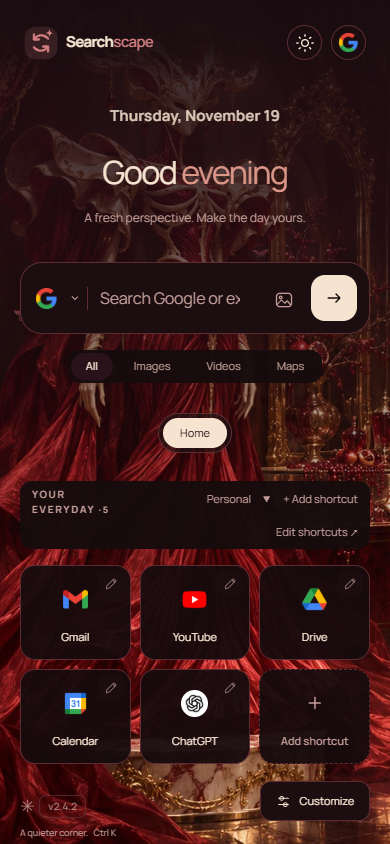 Searchscape
Thursday, November 19
Good evening
A fresh perspective. Make the day yours.
Search Google or ex
All Images Videos Maps
Home
YOUR
EVERYDAY · 5
Personal ▼ + Add shortcut
Edit shortcuts ↗
Gmail YouTube Drive
31
Calendar ChatGPT Add shortcut
v2.4.2
Customize
A quieter corner. Ctrl K